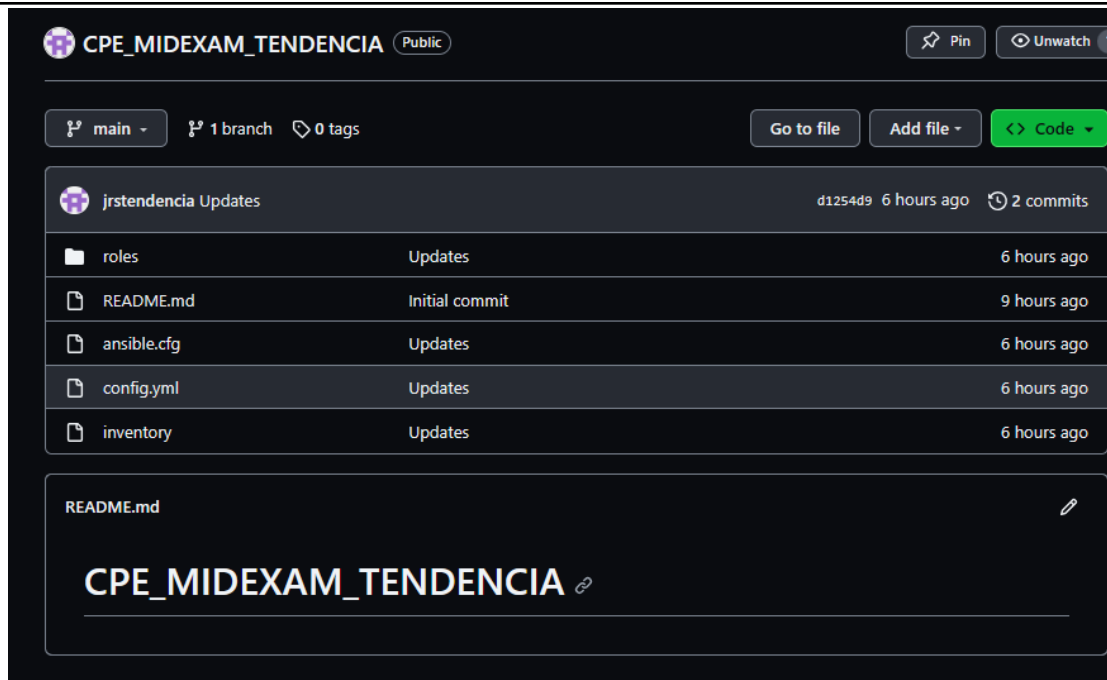 CPE_MIDEXAM_TENDENCIA Public Pin Unwatch
main 1 branch 0 tags Go to file Add file <> Code
jrstendencia Updates d1254d9 6 hours ago 2 commits
roles Updates 6 hours ago
README.md Initial commit 9 hours ago
ansible.cfg Updates 6 hours ago
config.yml Updates 6 hours ago
inventory Updates 6 hours ago
README.md
CPE_MIDEXAM_TENDENCIA